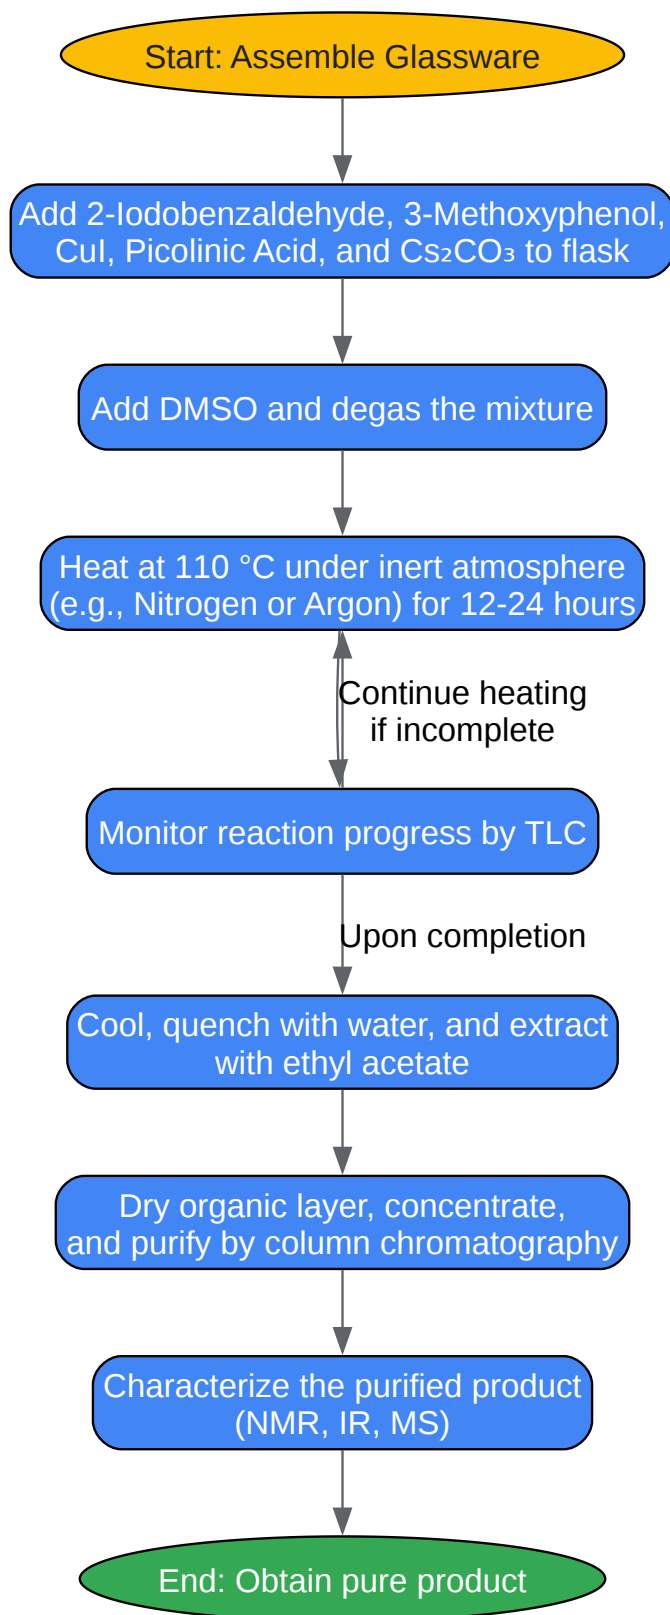 Start: Assemble Glassware
Add 2-Iodobenzaldehyde, 3-Methoxyphenol,
CuI, Picolinic Acid, and Cs₂CO₃ to flask
Add DMSO and degas the mixture
Heat at 110 °C under inert atmosphere
(e.g., Nitrogen or Argon) for 12-24 hours
Continue heating
if incomplete
Monitor reaction progress by TLC
Upon completion
Cool, quench with water, and extract
with ethyl acetate
Dry organic layer, concentrate,
and purify by column chromatography
Characterize the purified product
(NMR, IR, MS)
End: Obtain pure product